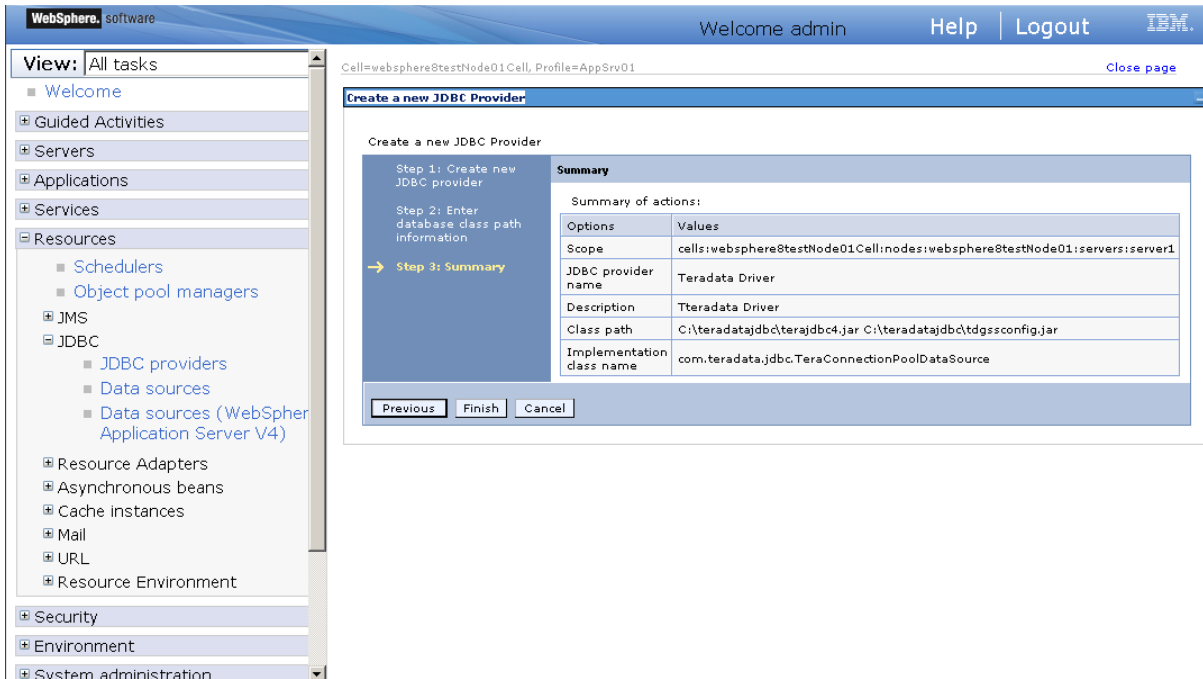 WebSphere. software
Welcome admin
Help
Logout
IBM.
View: All tasks
Welcome
Guided Activities
Servers
Applications
Services
Resources
Schedulers
Object pool managers
JMS
JDBC
JDBC providers
Data sources
Data sources (WebSpher
Application Server V4)
Resource Adapters
Asynchronous beans
Cache instances
Mail
URL
Resource Environment
Security
Environment
System administration
Cell=websphere8testNode01Cell, Profile=AppSrv01
Close page
Create a new JDBC Provider
Create a new JDBC Provider
Step 1: Create new
JDBC provider
Step 2: Enter
database class path
information
Step 3: Summary
Summary
Summary of actions:
Options Values
Scope cells:websphere8testNode01Cell:nodes:websphere8testNode01:servers:server1
JDBC provider
name
Teradata Driver
Description Tteradata Driver
Class path C:\teradatajdbc\terajdbc4.jar C:\teradatajdbc\tdgssconfig.jar
Implementation
class name
com.teradata.jdbc.TeraConnectionPoolDataSource
Previous Finish Cancel